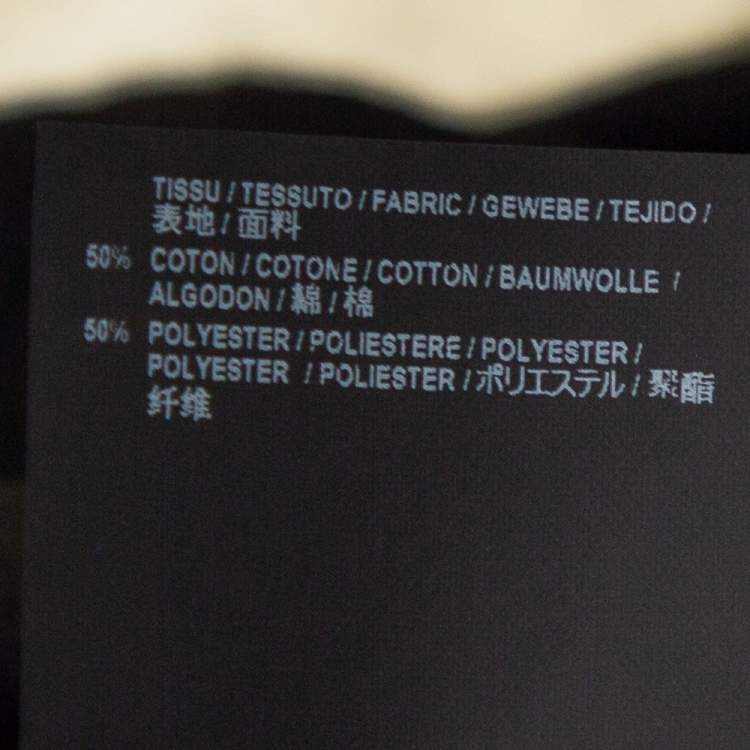 TISSU / TESSUTO / FABRIC / GEWEBE / TEJIDO /
表地 / 面料
50% COTON / COTONE / COTTON / BAUMWOLLE /
ALGODON / 綿 / 棉
50% POLYESTER / POLIESTERE / POLYESTER /
POLYESTER / POLIESTER / ポリエステル / 聚酯
纤维